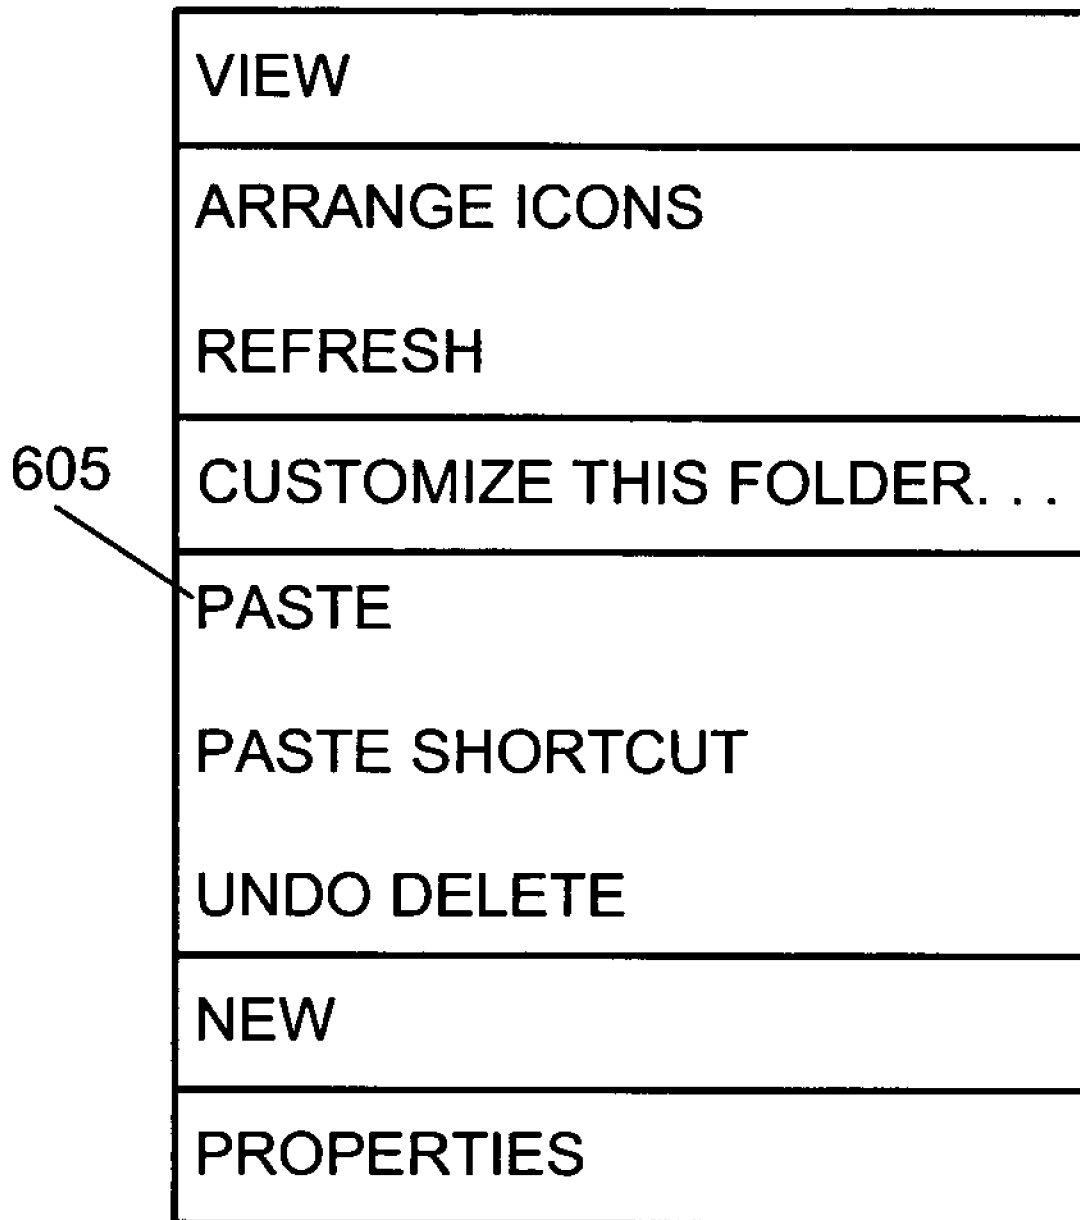 VIEW
ARRANGE ICONS
REFRESH
605
CUSTOMIZE THIS FOLDER. . .
PASTE
PASTE SHORTCUT
UNDO DELETE
NEW
PROPERTIES